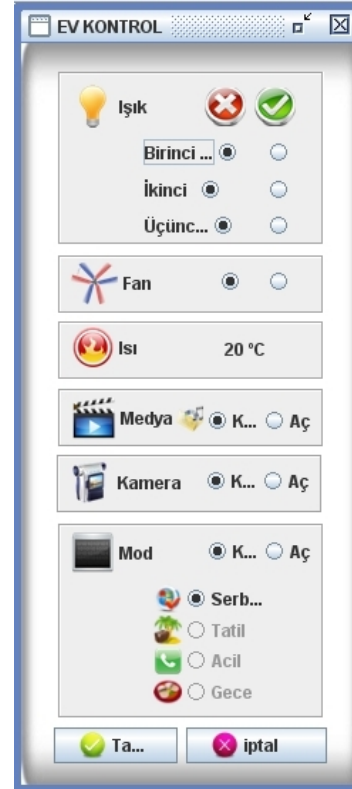 EV KONTROL
Işık
Birinci ...
İkinci
Üçünc...
Fan
Isı 20 °C
Medya K... Aç
Kamera K... Aç
Mod K... Aç
Serb...
Tatil
Acil
Gece
Ta... iptal